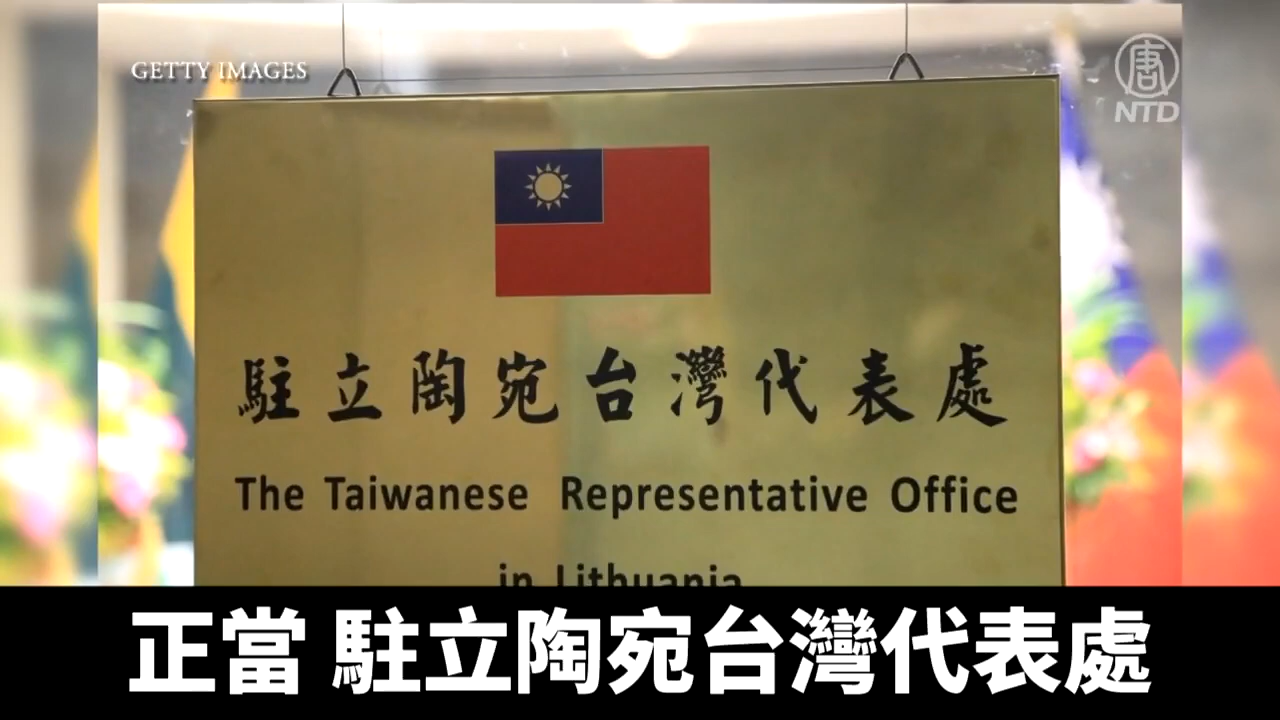 GETTY IMAGES
唐
NTD
駐立陶宛台灣代表處
The Taiwanese Representative Office
in Lithuania
正當 駐立陶宛台灣代表處